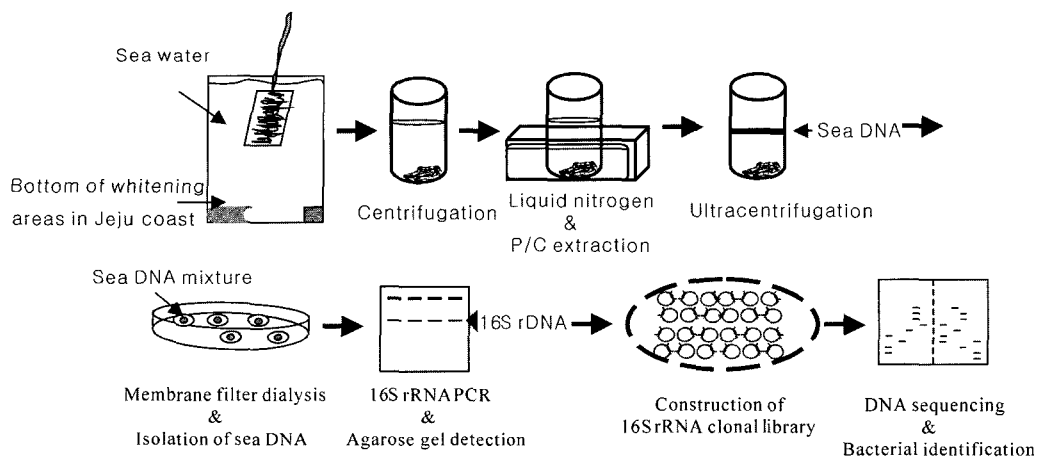 Sea water
Bottom of whitening
areas in Jeju coast
Centrifugation
Liquid nitrogen
&
P/C extraction
Ultracentrifugation
Sea DNA
Sea DNA mixture
16S rDNA
Membrane filter dialysis
&
Isolation of sea DNA
16S rRNA PCR
&
Agarose gel detection
Construction of
16S rRNA clonal library
DNA sequencing
&
Bacterial identification